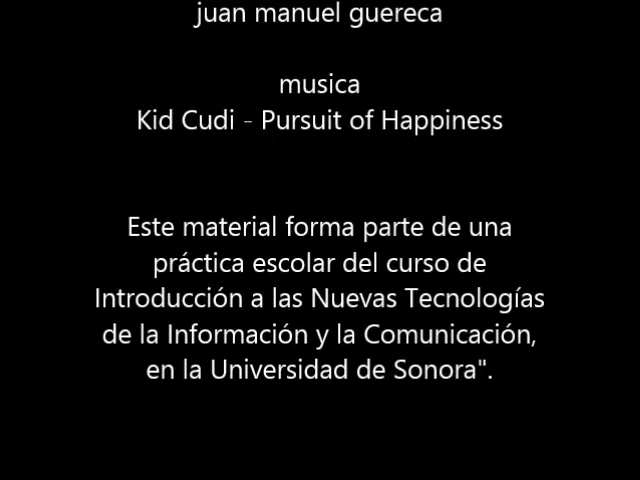 juan manuel guereca
musica
Kid Cudi - Pursuit of Happiness
Este material forma parte de una
práctica escolar del curso de
Introducción a las Nuevas Tecnologías
de la Información y la Comunicación,
en la Universidad de Sonora".